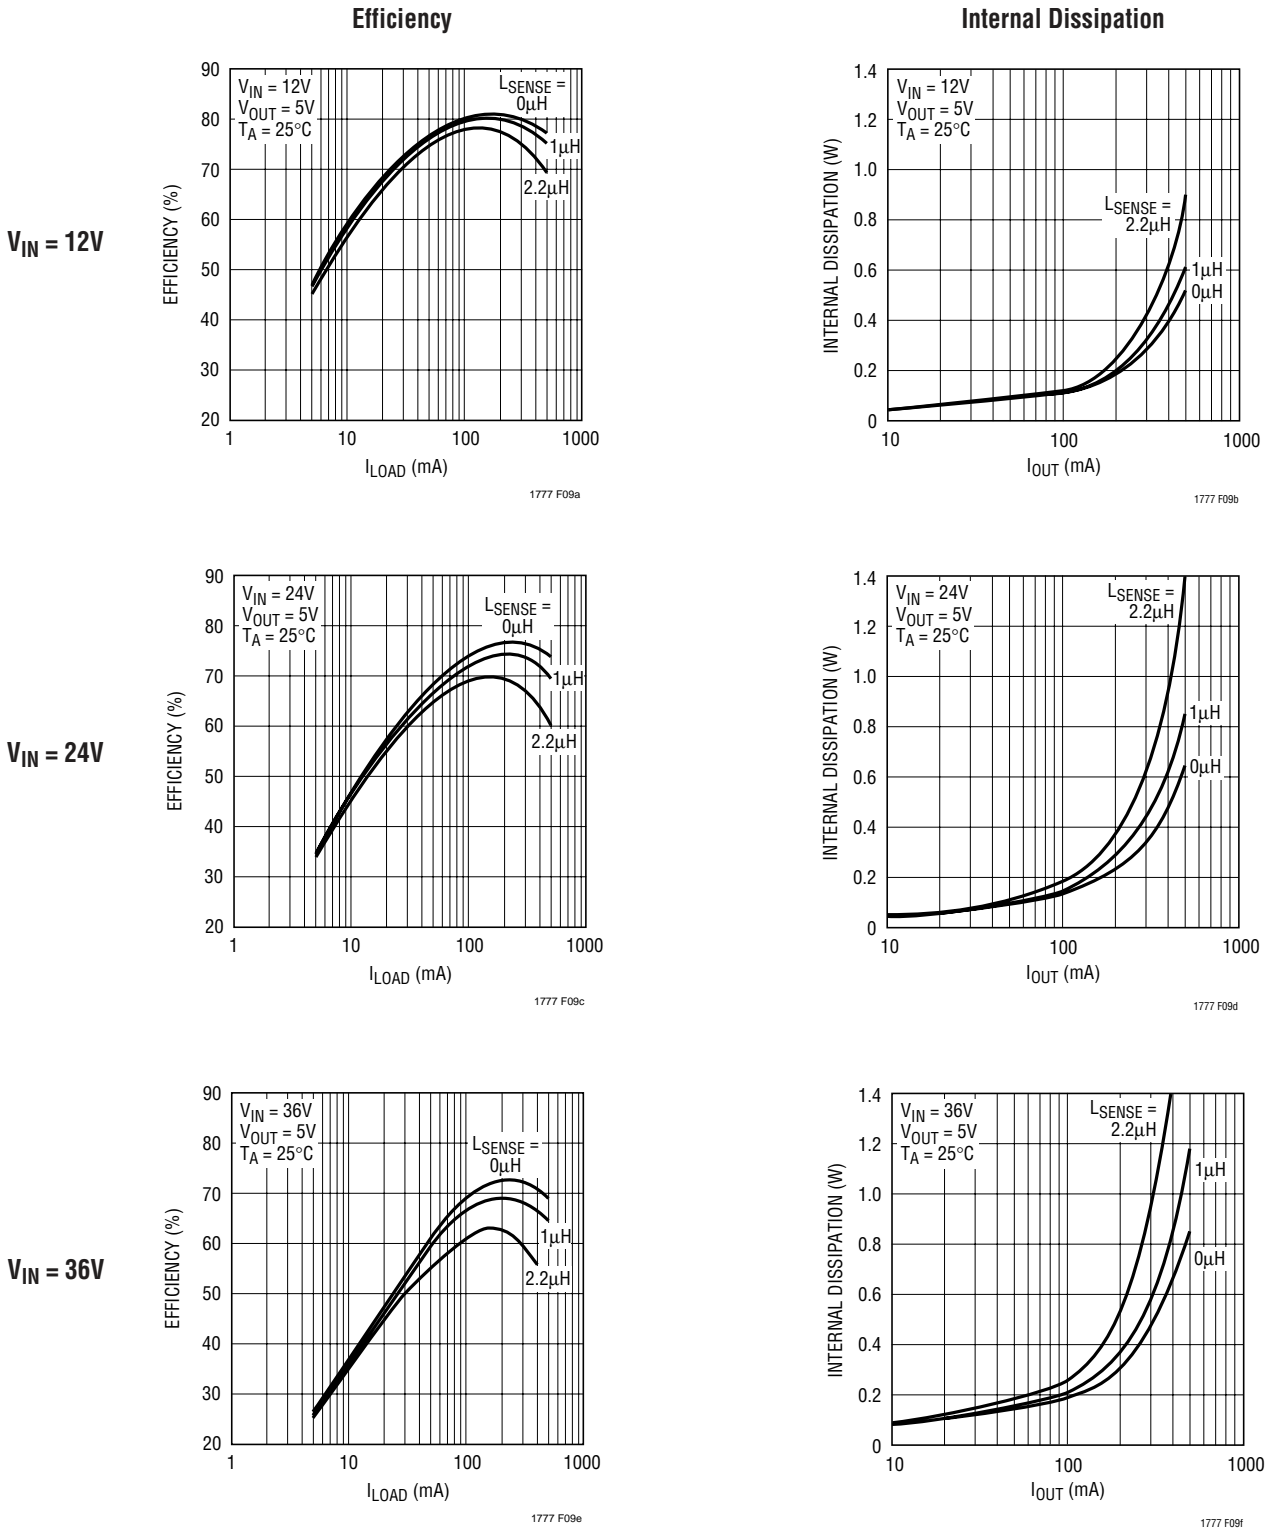 Efficiency
Internal Dissipation
VIN = 12V
90
80
70
60
50
40
30
20
EFFICIENCY (%)
VIN = 12V
VOUT = 5V
TA = 25°C
LSENSE =
0µH
1µH
2.2µH
1
10
100
1000
ILOAD (mA)
1777 F09a
1.4
1.2
1.0
0.8
0.6
0.4
0.2
0
INTERNAL DISSIPATION (W)
VIN = 12V
VOUT = 5V
TA = 25°C
LSENSE =
2.2µH
1µH
0µH
10
100
1000
IOUT (mA)
1777 F09b
VIN = 24V
90
80
70
60
50
40
30
20
EFFICIENCY (%)
VIN = 24V
VOUT = 5V
TA = 25°C
LSENSE =
0µH
1µH
2.2µH
1
10
100
1000
ILOAD (mA)
1777 F09c
1.4
1.2
1.0
0.8
0.6
0.4
0.2
0
INTERNAL DISSIPATION (W)
VIN = 24V
VOUT = 5V
TA = 25°C
LSENSE =
2.2µH
1µH
0µH
10
100
1000
IOUT (mA)
1777 F09d
VIN = 36V
90
80
70
60
50
40
30
20
EFFICIENCY (%)
VIN = 36V
VOUT = 5V
TA = 25°C
LSENSE =
0µH
1µH
2.2µH
1
10
100
1000
ILOAD (mA)
1777 F09e
1.4
1.2
1.0
0.8
0.6
0.4
0.2
0
INTERNAL DISSIPATION (W)
VIN = 36V
VOUT = 5V
TA = 25°C
LSENSE =
2.2µH
1µH
0µH
10
100
1000
IOUT (mA)
1777 F09f